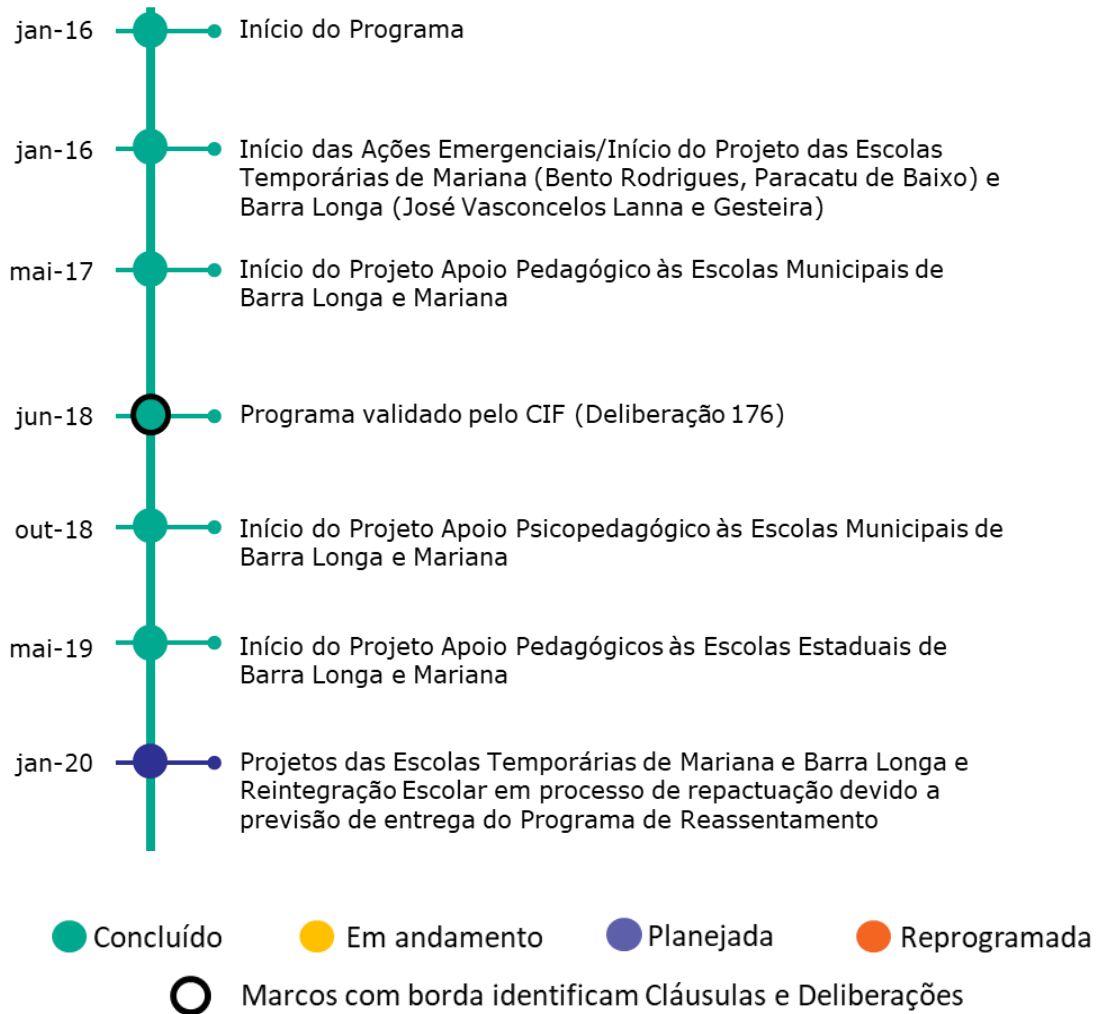 jan-16 Início do Programa
jan-16 Início das Ações Emergenciais/Início do Projeto das Escolas
Temporárias de Mariana (Bento Rodrigues, Paracatu de Baixo) e
Barra Longa (José Vasconcelos Lanna e Gesteira)
mai-17 Início do Projeto Apoio Pedagógico às Escolas Municipais de
Barra Longa e Mariana
jun-18 Programa validado pelo CIF (Deliberação 176)
out-18 Início do Projeto Apoio Psicopedagógico às Escolas Municipais de
Barra Longa e Mariana
mai-19 Início do Projeto Apoio Pedagógicos às Escolas Estaduais de
Barra Longa e Mariana
jan-20 Projetos das Escolas Temporárias de Mariana e Barra Longa e
Reintegração Escolar em processo de repactuação devido a
previsão de entrega do Programa de Reassentamento
Concluído Em andamento Planejada Reprogramada
Marcos com borda identificam Cláusulas e Deliberações